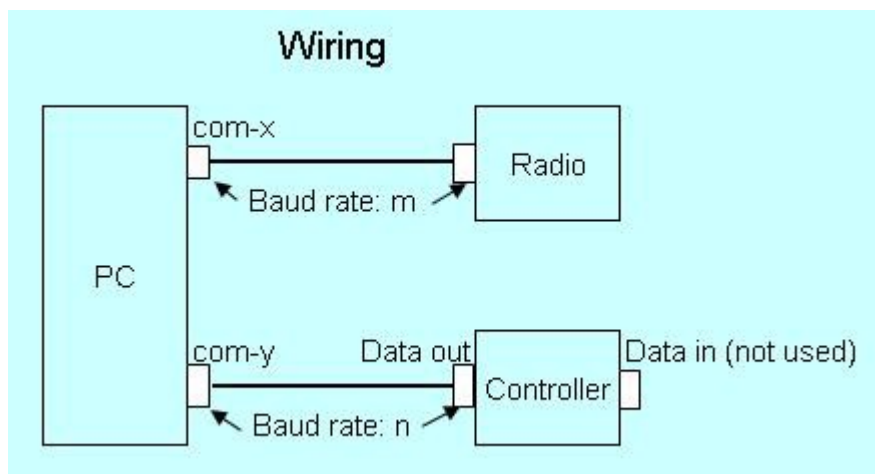 Wiring
com-x
Radio
Baud rate: m
PC
com-y
Data out
Data in (not used)
Controller
Baud rate: n